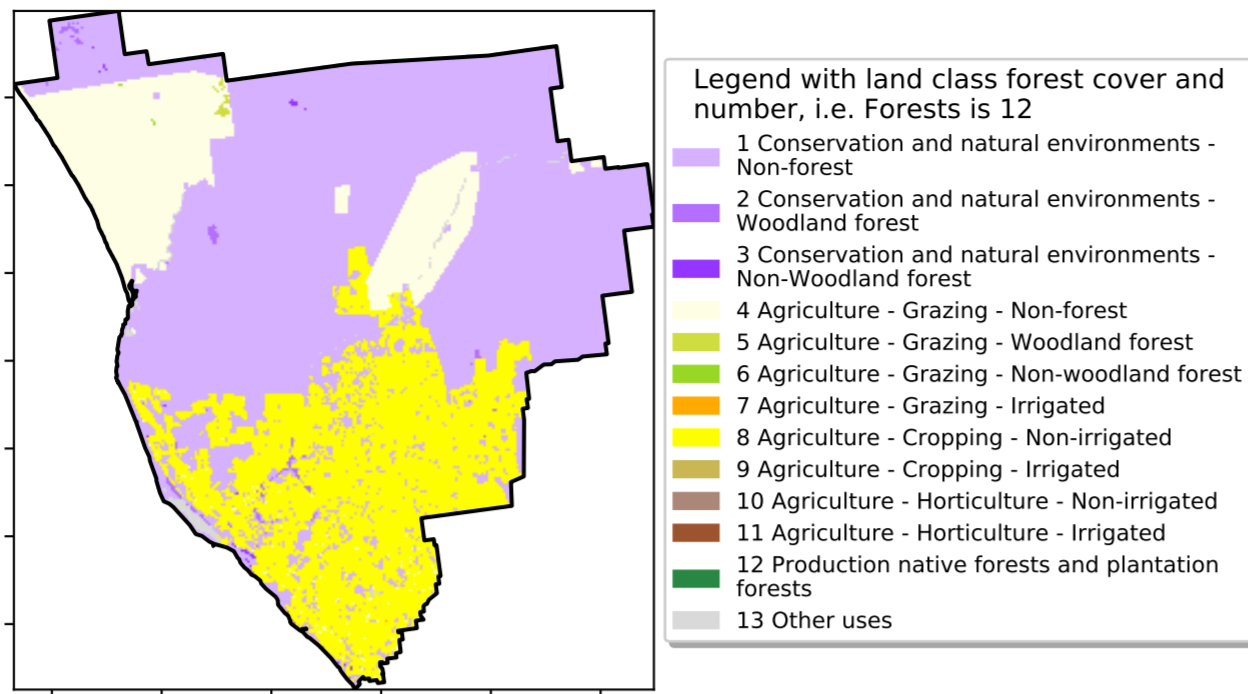 Legend with land class forest cover and
number, i.e. Forests is 12
1 Conservation and natural environments -
Non-forest
2 Conservation and natural environments -
Woodland forest
3 Conservation and natural environments -
Non-Woodland forest
4 Agriculture - Grazing - Non-forest
5 Agriculture - Grazing - Woodland forest
6 Agriculture - Grazing - Non-woodland forest
7 Agriculture - Grazing - Irrigated
8 Agriculture - Cropping - Non-irrigated
9 Agriculture - Cropping - Irrigated
10 Agriculture - Horticulture - Non-irrigated
11 Agriculture - Horticulture - Irrigated
12 Production native forests and plantation
forests
13 Other uses